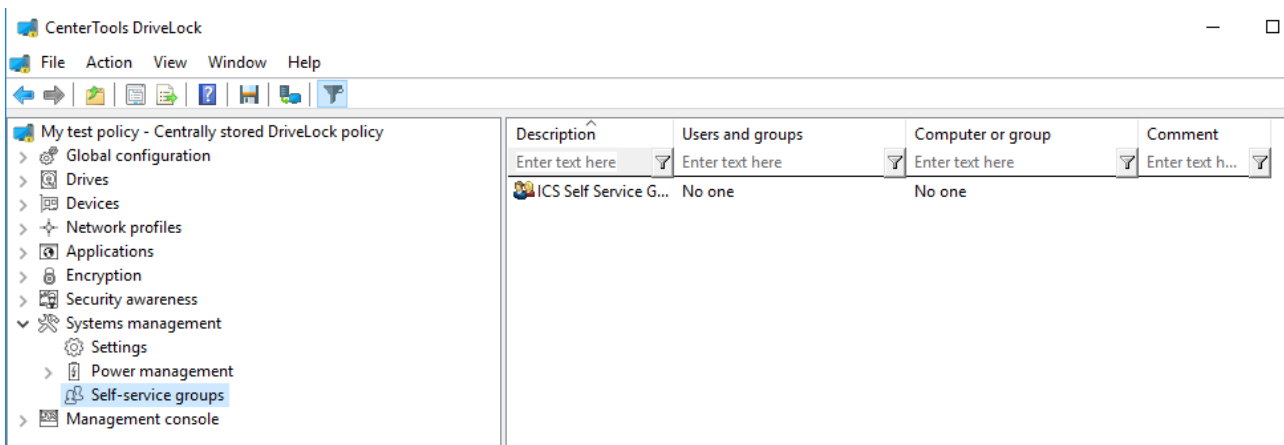 CenterTools DriveLock
File Action View Window Help
My test policy - Centrally stored DriveLock policy
Global configuration
Drives
Devices
Network profiles
Applications
Encryption
Security awareness
Systems management
Settings
Power management
Self-service groups
Management console
Description Users and groups Computer or group Comment
Enter text here Enter text here Enter text here Enter text h...
ICS Self Service G... No one No one